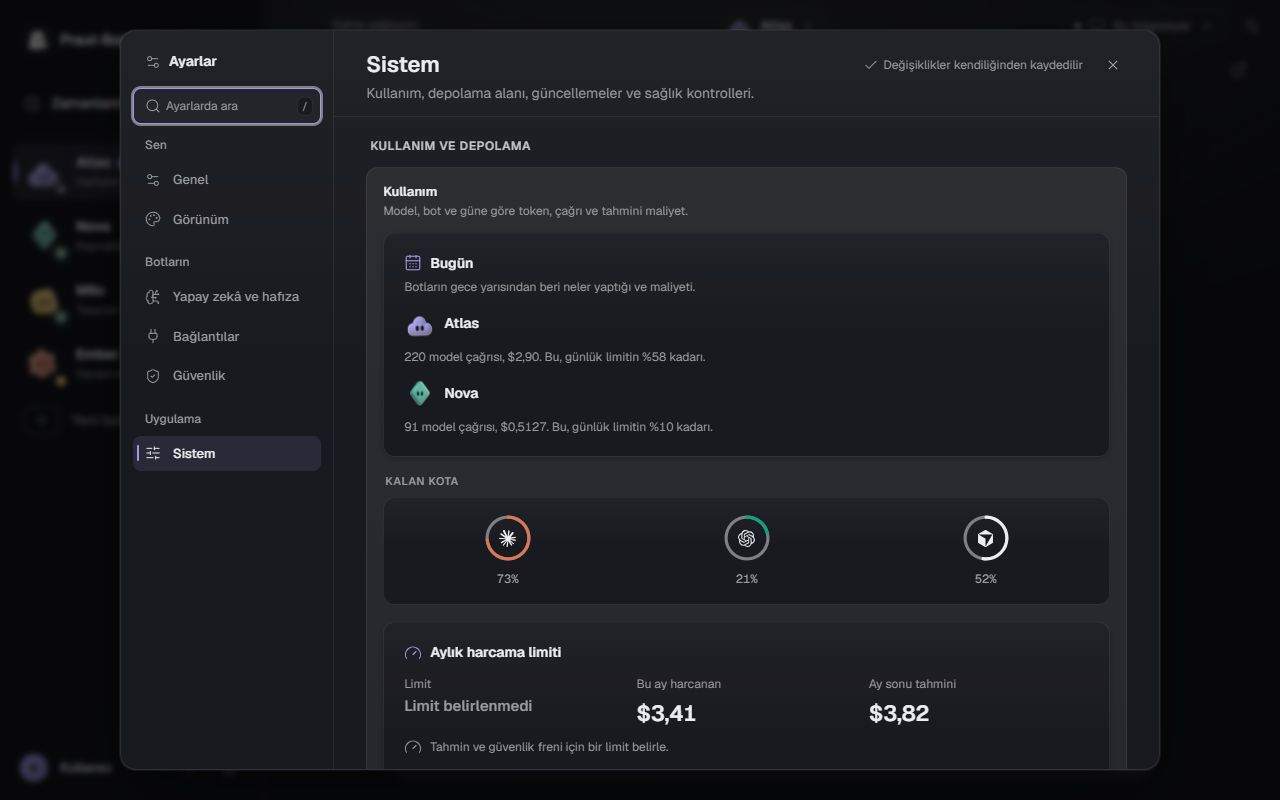 Ayarlar
Ayarlarda ara
/
Sen
Genel
Görünüm
Botların
Yapay zekâ ve hafıza
Bağlantılar
Güvenlik
Uygulama
Sistem
Sistem
Değişiklikler kendiliğinden kaydedilir
Kullanım, depolama alanı, güncellemeler ve sağlık kontrolleri.
KULLANIM VE DEPOLAMA
Kullanım
Model, bot ve güne göre token, çağrı ve tahmini maliyet.
Bugün
Botların gece yarısından beri neler yaptığı ve maliyeti.
Atlas
220 model çağrısı, $2,90. Bu, günlük limitin %58 kadarı.
Nova
91 model çağrısı, $0,5127. Bu, günlük limitin %10 kadarı.
KALAN KOTA
73%
21%
52%
Aylık harcama limiti
Limit
Bu ay harcanan
Ay sonu tahmini
Limit belirlenmedi
$3,41
$3,82
Tahmin ve güvenlik freni için bir limit belirle.